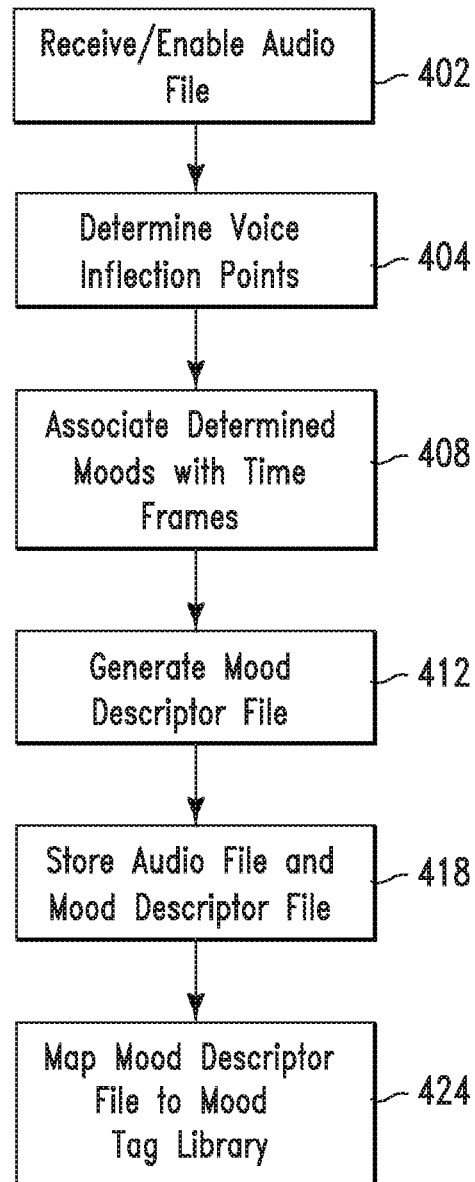 Receive/Enable Audio
File
402
Determine Voice
Inflection Points
404
Associate Determined
Moods with Time
Frames
408
Generate Mood
Descriptor File
412
Store Audio File and
Mood Descriptor File
418
Map Mood Descriptor
File to Mood
Tag Library
424